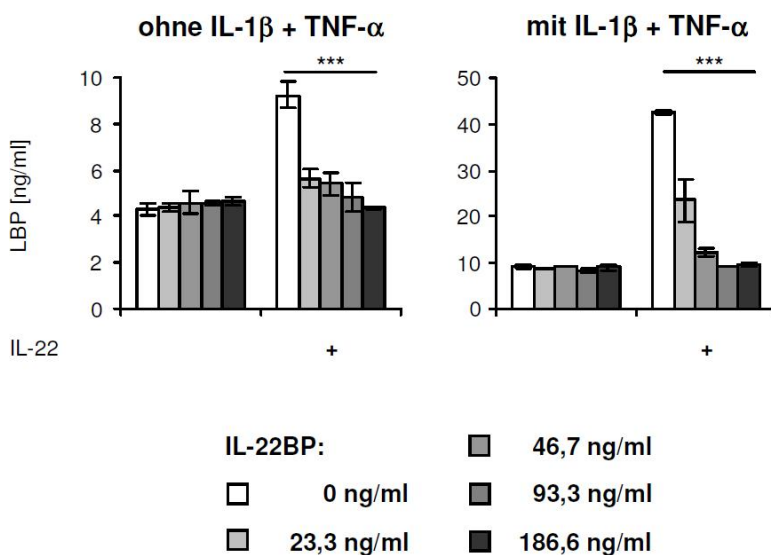 ohne IL-1β + TNF-α
mit IL-1β + TNF-α
LBP [ng/ml]
10
8
6
4
2
0
***
50
40
30
20
10
0
***
IL-22
+
+
IL-22BP:
0 ng/ml
23,3 ng/ml
46,7 ng/ml
93,3 ng/ml
186,6 ng/ml